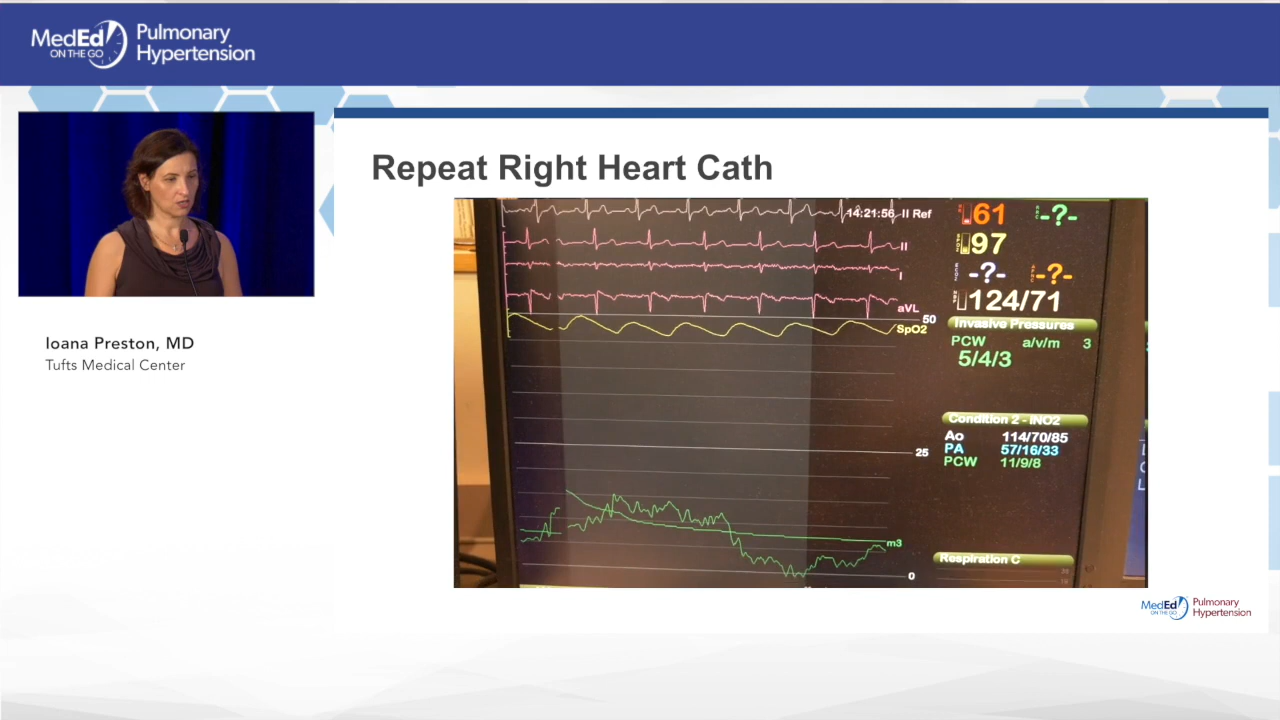 MedEd
ON THE GO
Pulmonary
Hypertension
Ioana Preston, MD
Tufts Medical Center
Repeat Right Heart Cath
14:21:56 II Ref
II
I
aVL
50
SpO2
25
m3
0
61
-?-
97
-?-
-?-
124/71
Invasive Pressures
PCW a/v/m 3
5/4/3
Condition 2 - INO2
Ao 114/70/85
PA 57/16/33
PCW 11/9/8
Respiration C
MedEd
ON THE GO
Pulmonary
Hypertension